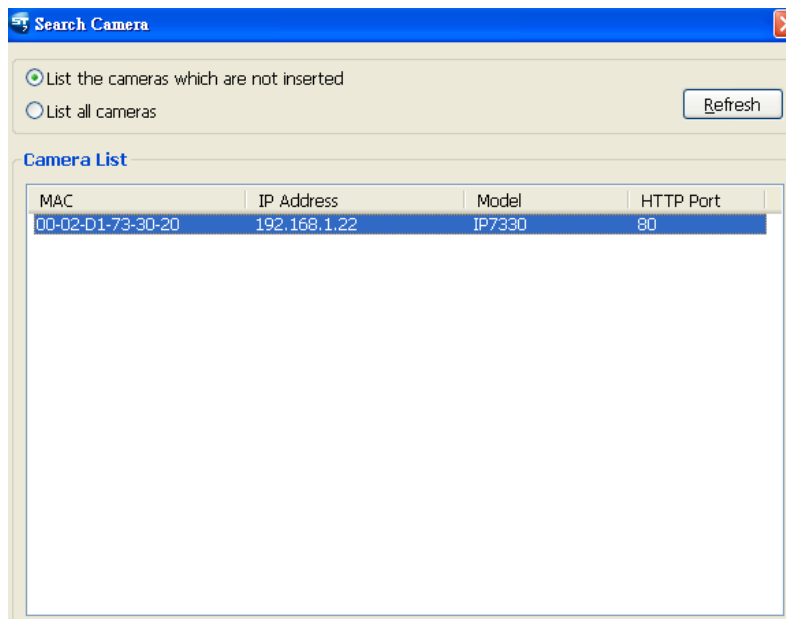 Search Camera
List the cameras which are not inserted
List all cameras
Refresh
Camera List
MAC IP Address Model HTTP Port
00-02-D1-73-30-20 192.168.1.22 IP7330 80